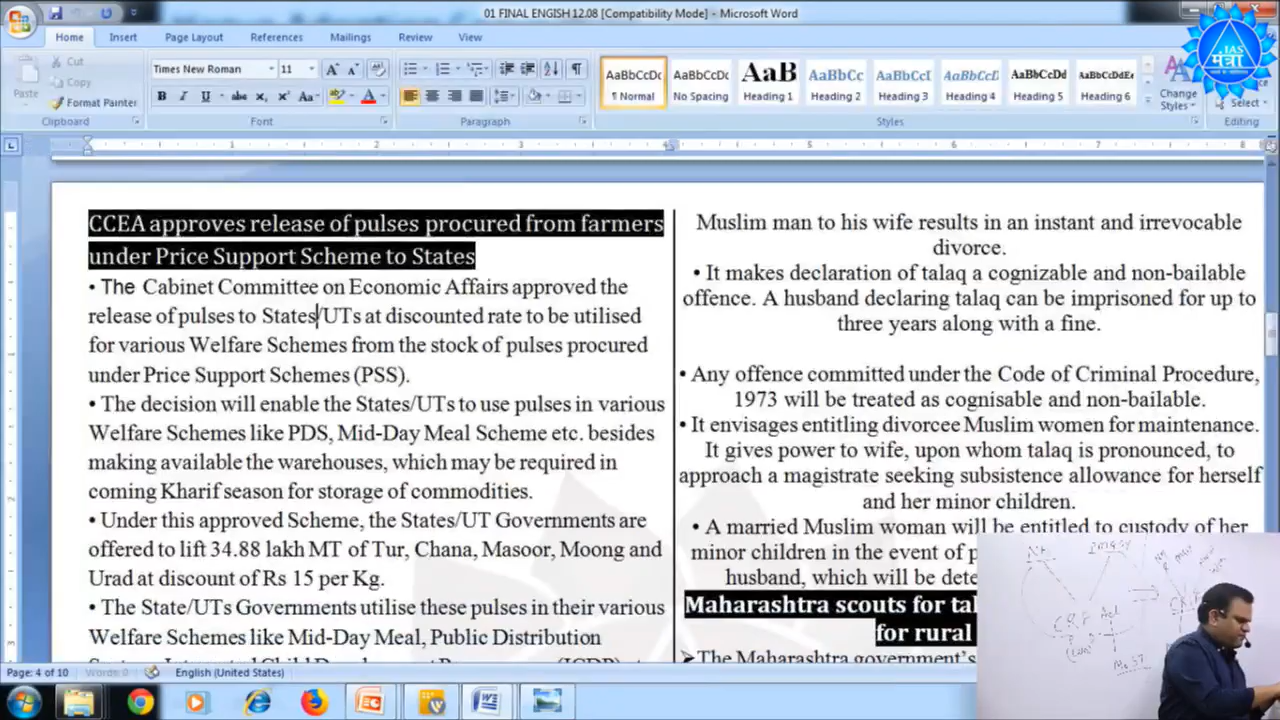 01 FINAL ENGISH 12.08 [Compatibility Mode] - Microsoft Word
Home Insert Page Layout References Mailings Review View
Cut
Copy
Format Painter
Paste
Clipboard
Times New Roman 11
Font
Paragraph
AaBbCcDc
¶ Normal
AaBbCcDc
No Spacing
AaB
Heading 1
AaBbCc
Heading 2
AaBbCcI
Heading 3
AaBbCcL
Heading 4
AaBbCcDd
Heading 5
AaBbCcDdEe
Heading 6
Styles
Change
Styles
Select
Editing
IAS
मंत्रा
CCEA approves release of pulses procured from farmers
under Price Support Scheme to States
• The Cabinet Committee on Economic Affairs approved the
release of pulses to States/UTs at discounted rate to be utilised
for various Welfare Schemes from the stock of pulses procured
under Price Support Schemes (PSS).
• The decision will enable the States/UTs to use pulses in various
Welfare Schemes like PDS, Mid-Day Meal Scheme etc. besides
making available the warehouses, which may be required in
coming Kharif season for storage of commodities.
• Under this approved Scheme, the States/UT Governments are
offered to lift 34.88 lakh MT of Tur, Chana, Masoor, Moong and
Urad at discount of Rs 15 per Kg.
• The State/UTs Governments utilise these pulses in their various
Welfare Schemes like Mid-Day Meal, Public Distribution
Muslim man to his wife results in an instant and irrevocable
divorce.
• It makes declaration of talaq a cognizable and non-bailable
offence. A husband declaring talaq can be imprisoned for up to
three years along with a fine.
• Any offence committed under the Code of Criminal Procedure,
1973 will be treated as cognisable and non-bailable.
• It envisages entitling divorcee Muslim women for maintenance.
It gives power to wife, upon whom talaq is pronounced, to
approach a magistrate seeking subsistence allowance for herself
and her minor children.
• A married Muslim woman will be entitled to custody of her
minor children in the event of
husband, which will be
Maharashtra scouts for
for rural
➢ The Maharashtra government's
Page: 4 of 10 Words: 0 English (United States)